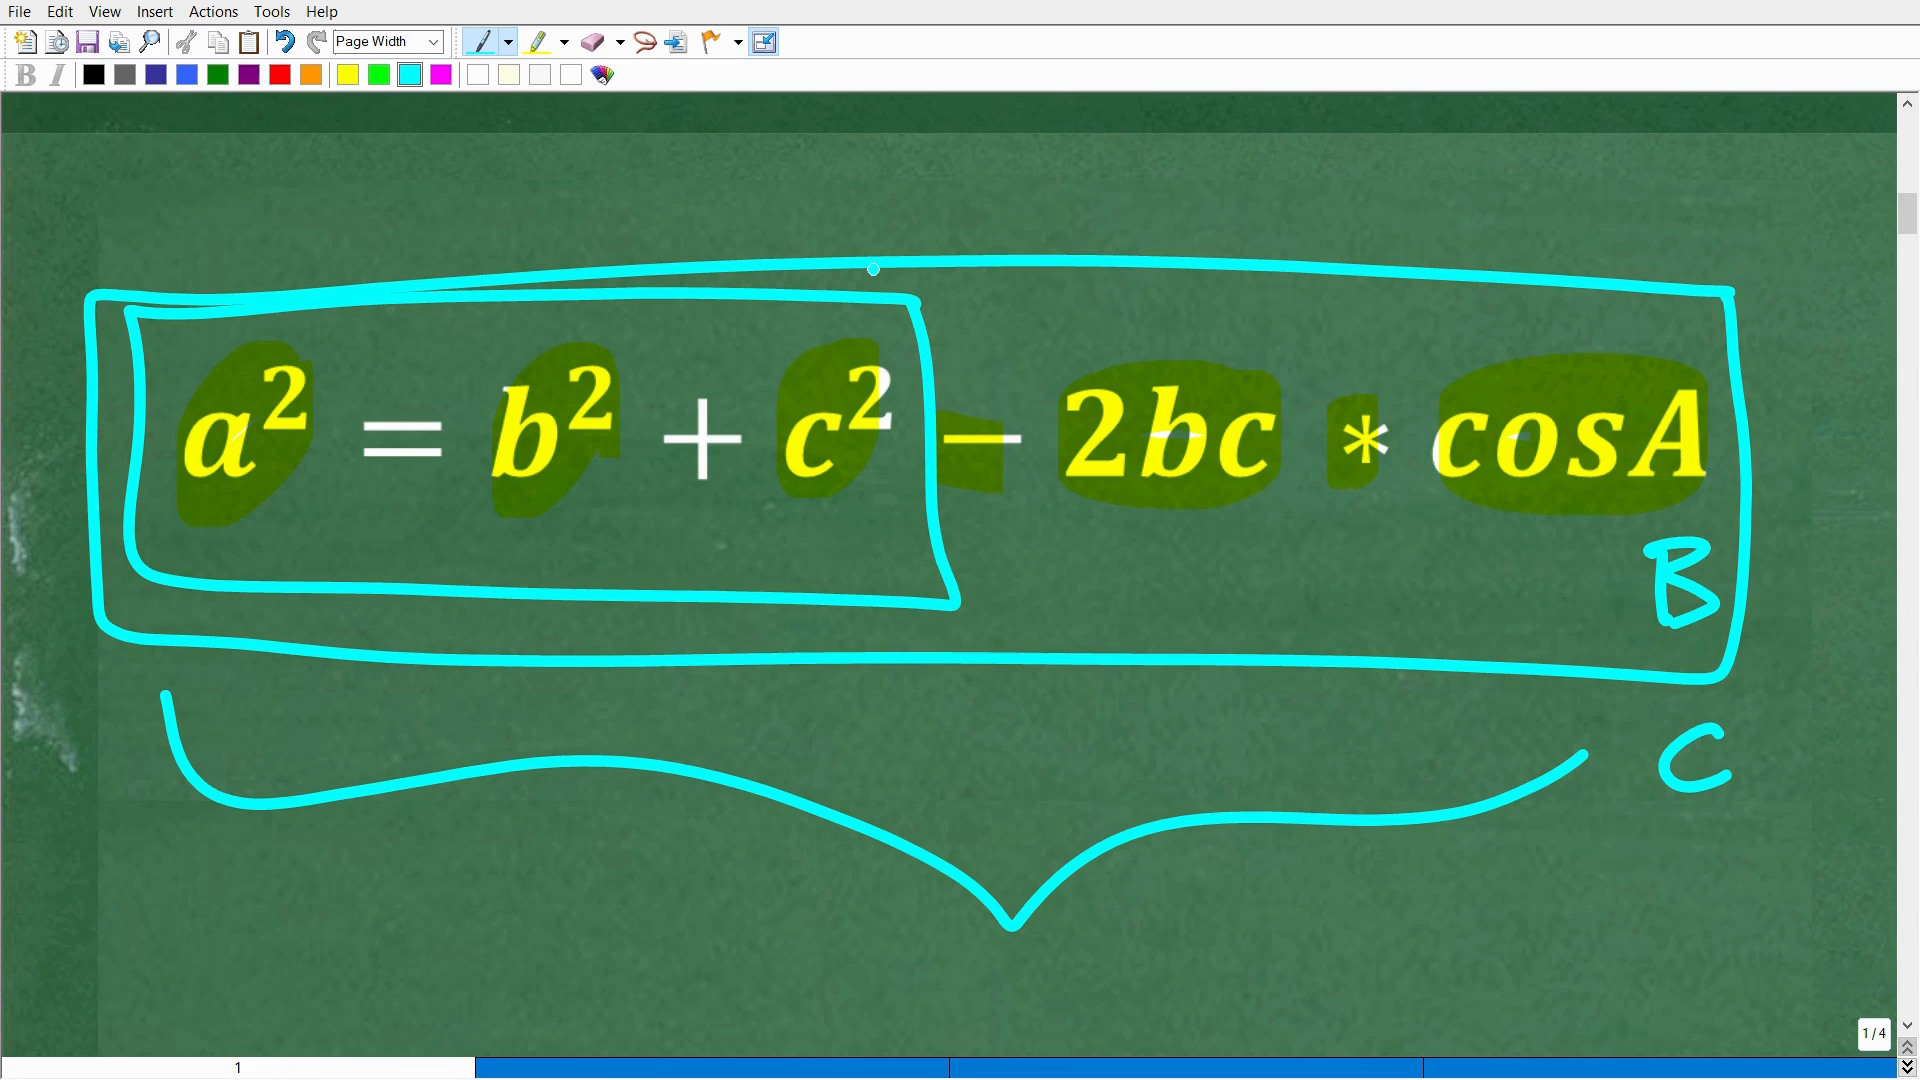 File Edit View Insert Actions Tools Help
Page Width
B I
a² = b² + c² − 2bc * cosA
B
C
1 / 4
1